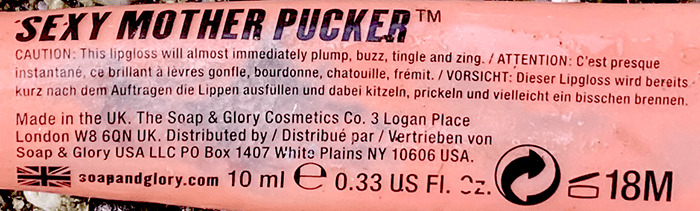 SEXY MOTHER PUCKER™
CAUTION: This lipgloss will almost immediately plump, buzz, tingle and zing. / ATTENTION: C'est presque
instantané, ce brillant à lèvres gonfle, bourdonne, chatouille, frémit. / VORSICHT: Dieser Lipgloss wird bereits
kurz nach dem Auftragen die Lippen ausfüllen und dabei kitzeln, prickeln und vielleicht ein bisschen brennen.
Made in the UK. The Soap & Glory Cosmetics Co. 3 Logan Place
London W8 6QN UK. Distributed by / Distribué par / Vertrieben von
Soap & Glory USA LLC PO Box 1407 White Plains NY 10606 USA.
soapandglory.com 10 ml e 0.33 US Fl. Oz. 18M